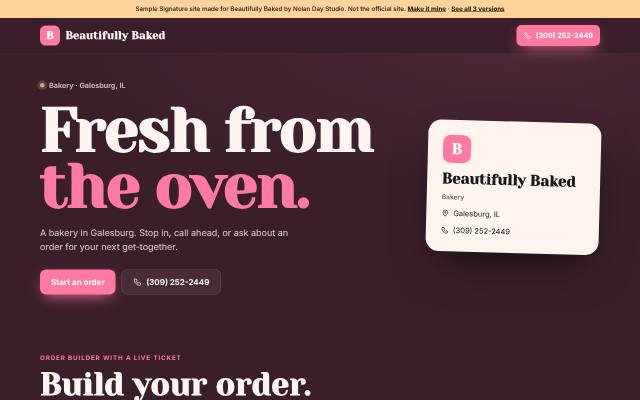 Sample Signature site made for Beautifully Baked by Nolan Day Studio. Not the official site. Make it mine · See all 3 versions
B Beautifully Baked
(309) 252-2449
Bakery · Galesburg, IL
Fresh from
the oven.
A bakery in Galesburg. Stop in, call ahead, or ask about an
order for your next get-together.
Start an order
(309) 252-2449
B
Beautifully Baked
Bakery
Galesburg, IL
(309) 252-2449
ORDER BUILDER WITH A LIVE TICKET
Build your order.